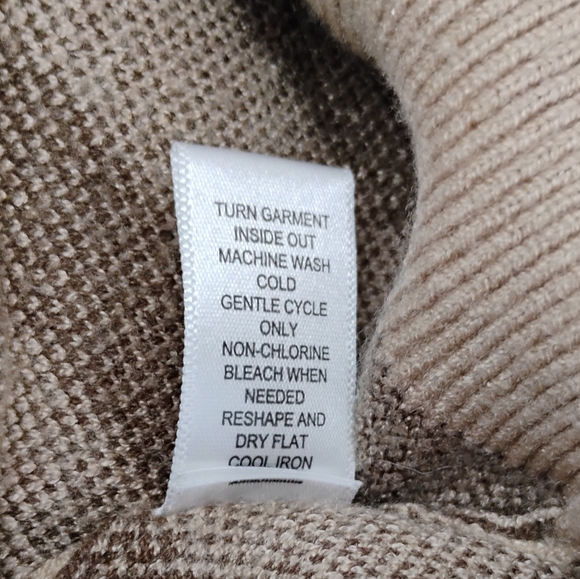 TURN GARMENT
INSIDE OUT
MACHINE WASH
COLD
GENTLE CYCLE
ONLY
NON-CHLORINE
BLEACH WHEN
NEEDED
RESHAPE AND
DRY FLAT
COOL IRON